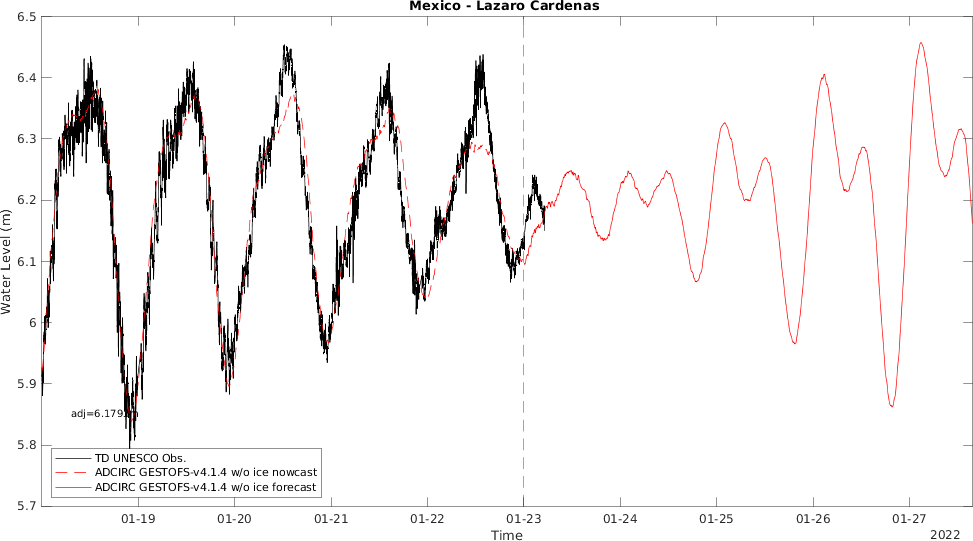 Mexico - Lazaro Cardenas
6.5
6.4
6.3
6.2
6.1
6
5.9
5.8
5.7
Water Level (m)
TD UNESCO Obs.
ADCIRC GESTOFS-v4.1.4 w/o ice nowcast
ADCIRC GESTOFS-v4.1.4 w/o ice forecast
01-19 01-20 01-21 01-22 01-23 01-24 01-25 01-26 01-27
Time
2022